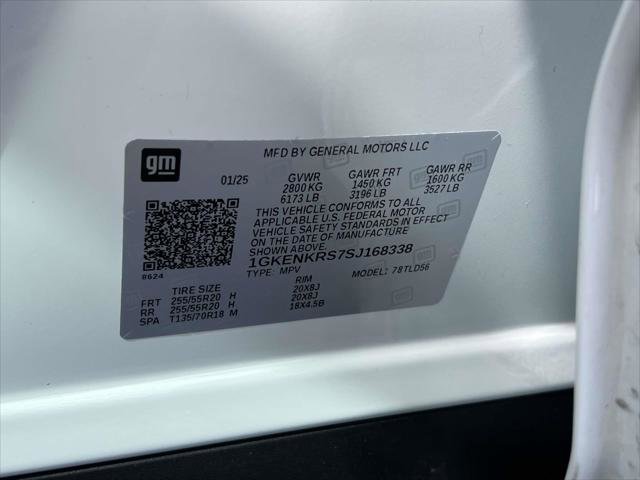 MFD BY GENERAL MOTORS LLC
gm
01/25 GVWR GAWR FRT GAWR RR
2800 KG 1450 KG 1600 KG
6173 LB 3196 LB 3527 LB
THIS VEHICLE CONFORMS TO ALL
APPLICABLE U.S. FEDERAL MOTOR
VEHICLE SAFETY STANDARDS IN EFFECT
ON THE DATE OF MANUFACTURE
SHOWN ABOVE.
1GKENKRS7SJ168338
8624 TYPE: MPV MODEL: 78TLD56
TIRE SIZE RIM
FRT 255/55R20 H 20X8J
RR 255/55R20 H 20X8J
SPA T135/70R18 M 18X4.5B